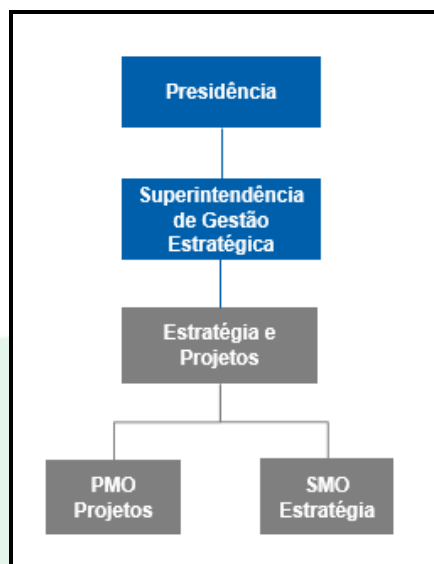 Presidência
Superintendência
de Gestão
Estratégica
Estratégia e
Projetos
PMO
Projetos
SMO
Estratégia